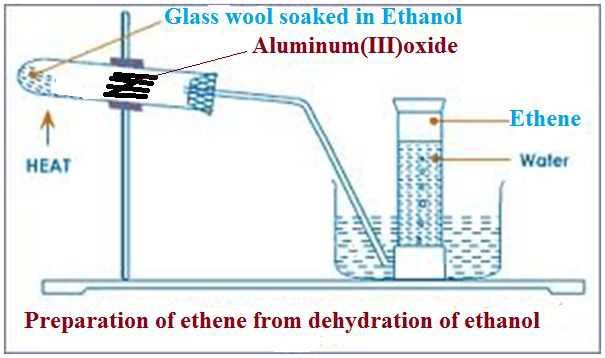 Glass wool soaked in Ethanol
Aluminum(III)oxide
Ethene
Water
HEAT
Preparation of ethene from dehydration of ethanol